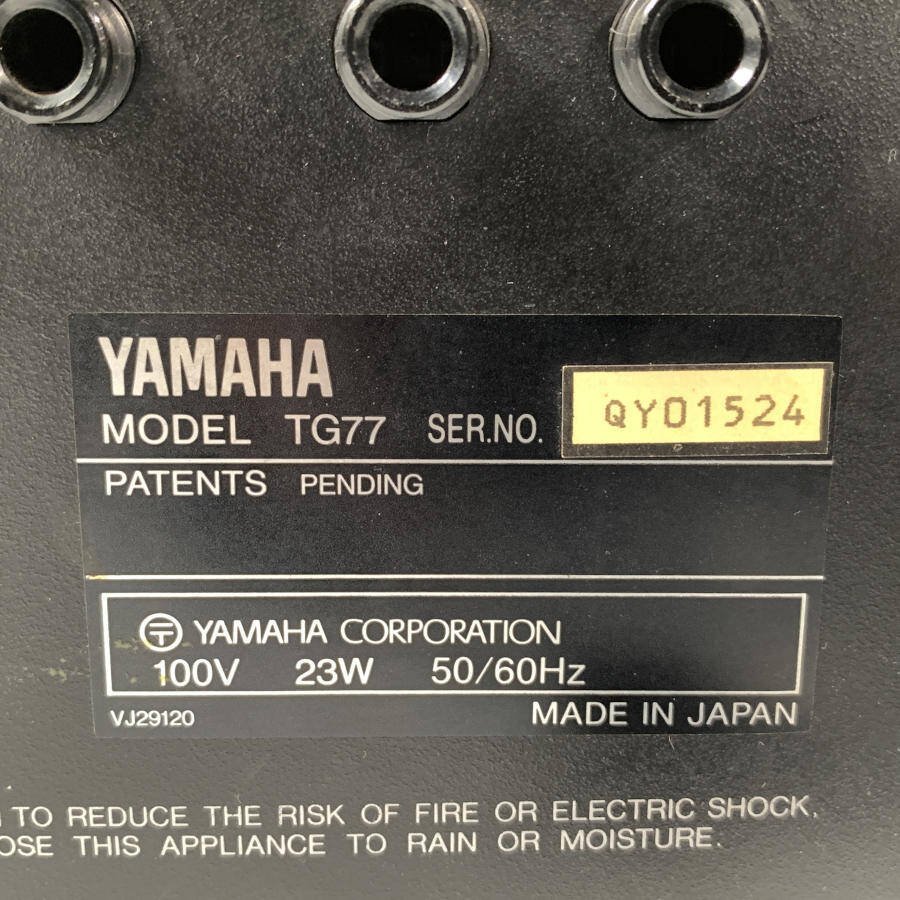 YAMAHA
MODEL TG77 SER.NO. QY01524
PATENTS PENDING
〒 YAMAHA CORPORATION
100V 23W 50/60Hz
VJ29120 MADE IN JAPAN
TO REDUCE THE RISK OF FIRE OR ELECTRIC SHOCK,
THIS APPLIANCE TO RAIN OR MOISTURE.